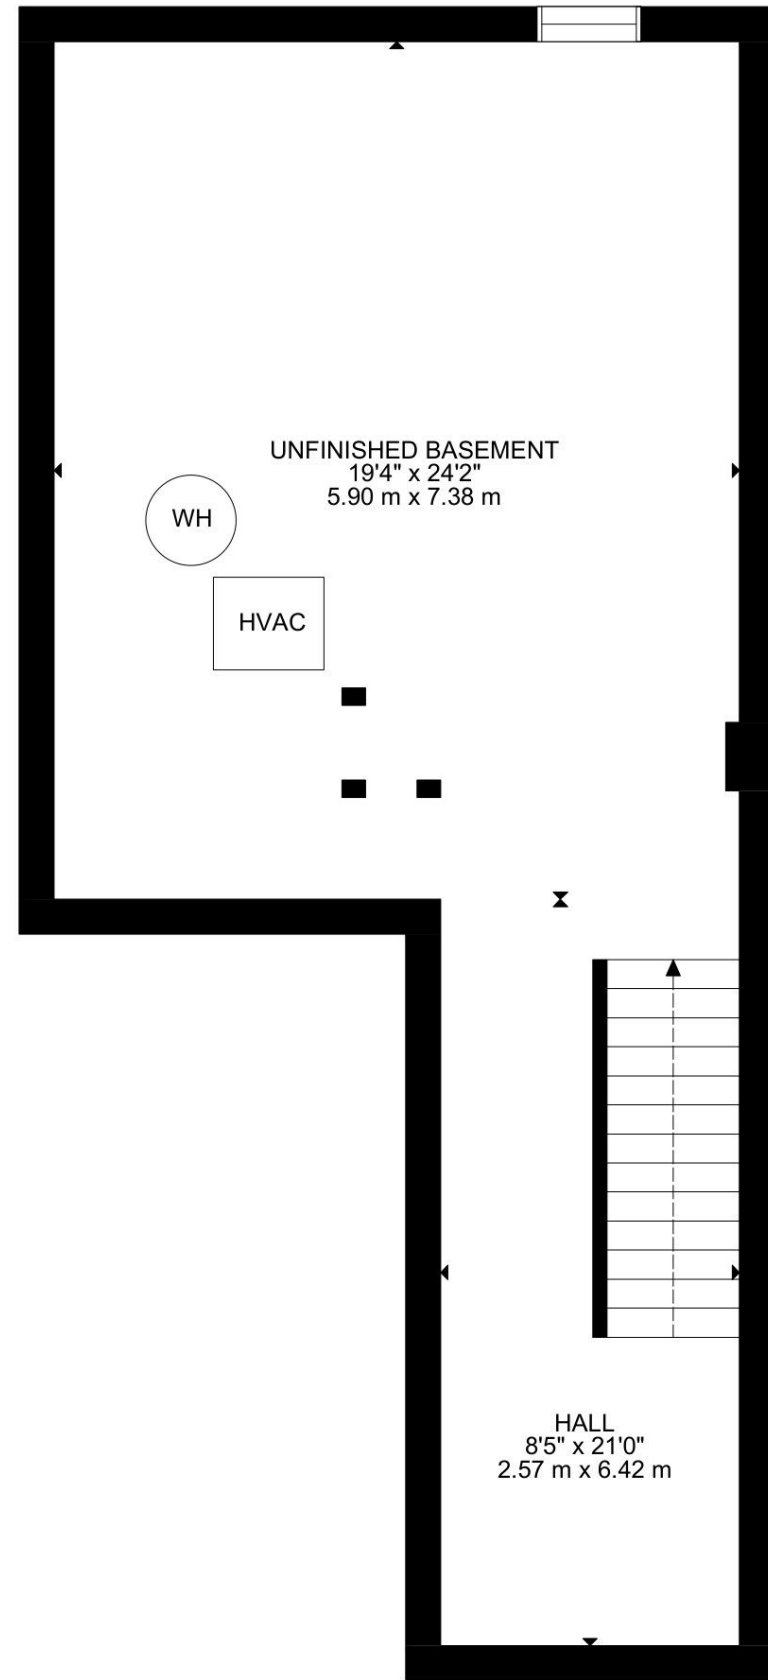 UNFINISHED BASEMENT
19'4" x 24'2"
5.90 m x 7.38 m
WH
HVAC
HALL
8'5" x 21'0"
2.57 m x 6.42 m